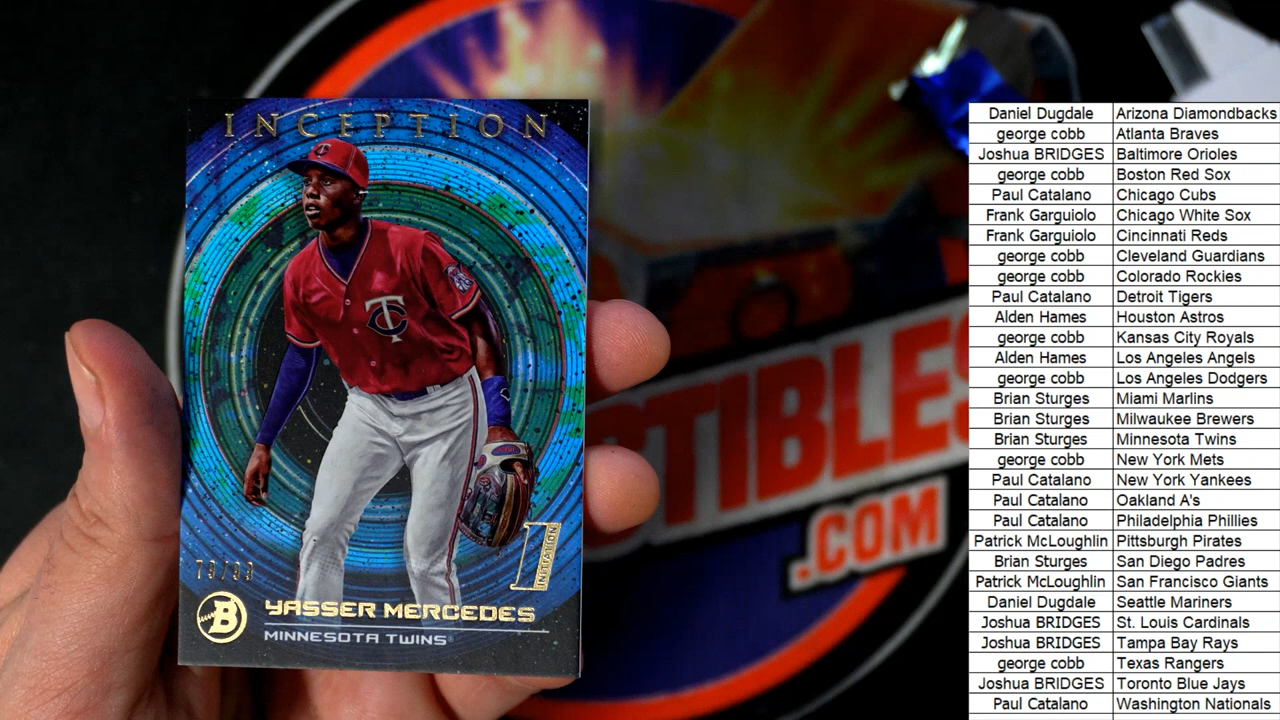 INCEPTION
TC
TC
1
INITIATION
79/99
B
YASSER MERCEDES
MINNESOTA TWINS
TIBLES
.COM
Daniel Dugdale Arizona Diamondbacks
george cobb Atlanta Braves
Joshua BRIDGES Baltimore Orioles
george cobb Boston Red Sox
Paul Catalano Chicago Cubs
Frank Garguiolo Chicago White Sox
Frank Garguiolo Cincinnati Reds
george cobb Cleveland Guardians
george cobb Colorado Rockies
Paul Catalano Detroit Tigers
Alden Hames Houston Astros
george cobb Kansas City Royals
Alden Hames Los Angeles Angels
george cobb Los Angeles Dodgers
Brian Sturges Miami Marlins
Brian Sturges Milwaukee Brewers
Brian Sturges Minnesota Twins
george cobb New York Mets
Paul Catalano New York Yankees
Paul Catalano Oakland A's
Paul Catalano Philadelphia Phillies
Patrick McLoughlin Pittsburgh Pirates
Brian Sturges San Diego Padres
Patrick McLoughlin San Francisco Giants
Daniel Dugdale Seattle Mariners
Joshua BRIDGES St. Louis Cardinals
Joshua BRIDGES Tampa Bay Rays
george cobb Texas Rangers
Joshua BRIDGES Toronto Blue Jays
Paul Catalano Washington Nationals